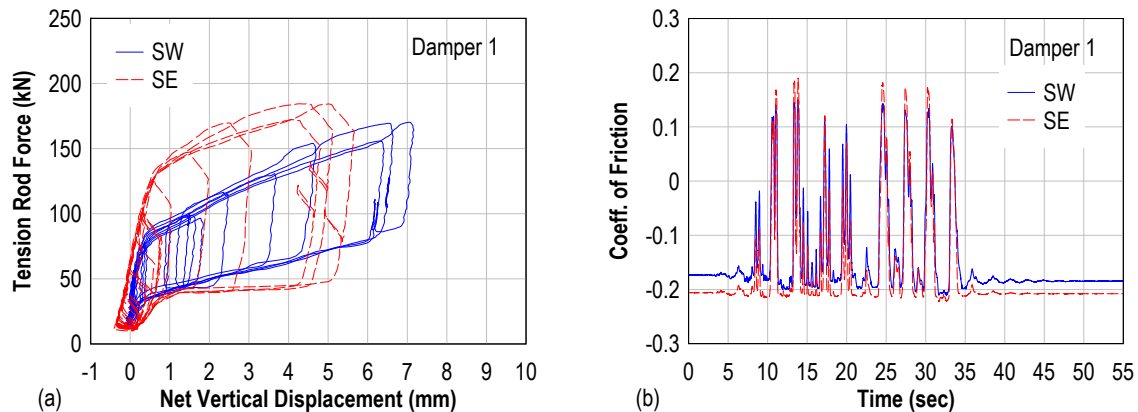 Damper 1
SW
SE
Tension Rod Force (kN)
250
200
150
100
50
0
-1 0 1 2 3 4 5 6 7 8 9 10
(a) Net Vertical Displacement (mm)
Damper 1
SW
SE
Coeff. of Friction
0.3
0.2
0.1
0
-0.1
-0.2
-0.3
0 5 10 15 20 25 30 35 40 45 50 55
(b) Time (sec)